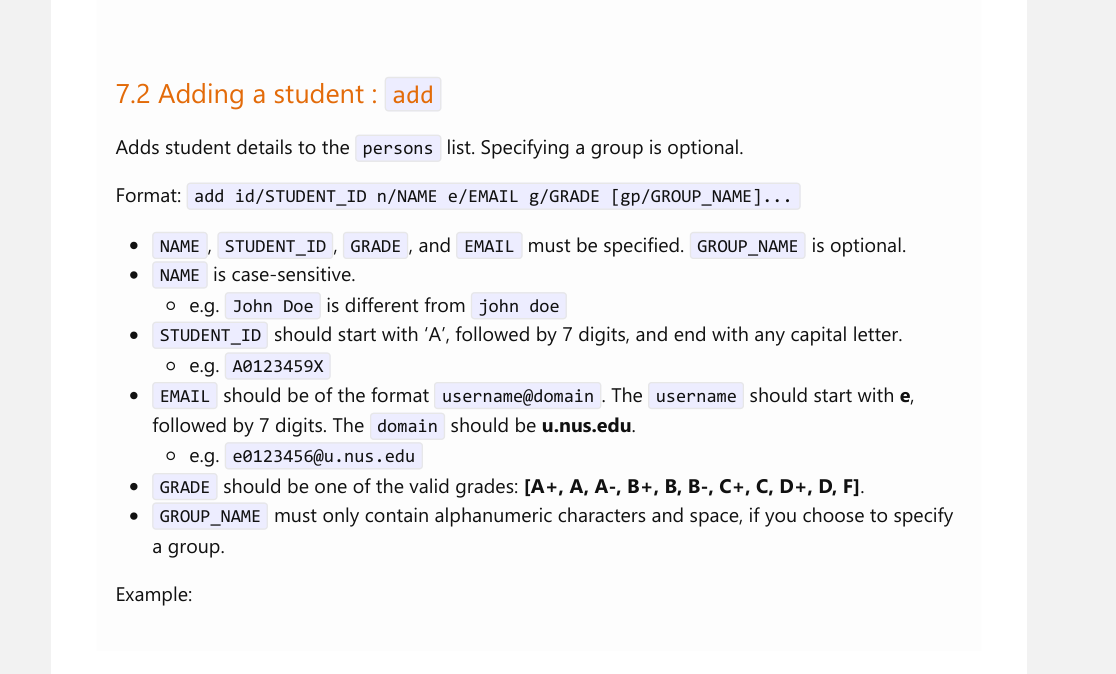 7.2 Adding a student : add
Adds student details to the persons list. Specifying a group is optional.
Format: add id/STUDENT_ID n/NAME e/EMAIL g/GRADE [gp/GROUP_NAME]...
• NAME, STUDENT_ID, GRADE, and EMAIL must be specified. GROUP_NAME is optional.
• NAME is case-sensitive.
○ e.g. John Doe is different from john doe
• STUDENT_ID should start with ‘A’, followed by 7 digits, and end with any capital letter.
○ e.g. A0123459X
• EMAIL should be of the format username@domain. The username should start with e,
followed by 7 digits. The domain should be u.nus.edu.
○ e.g. e0123456@u.nus.edu
• GRADE should be one of the valid grades: [A+, A, A-, B+, B, B-, C+, C, D+, D, F].
• GROUP_NAME must only contain alphanumeric characters and space, if you choose to specify
a group.
Example: